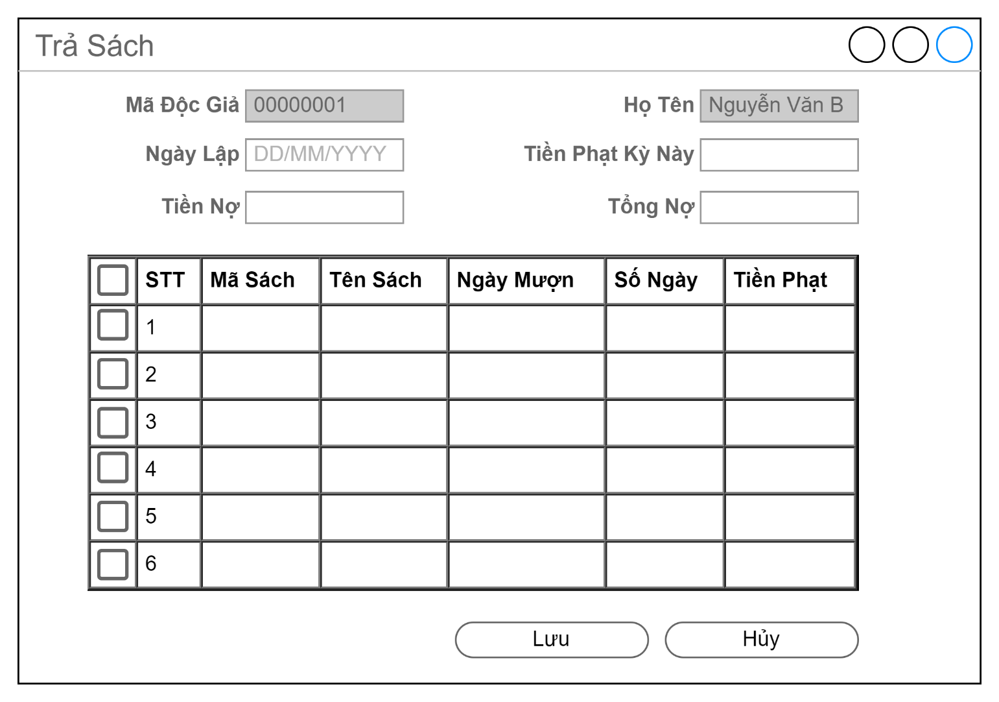 Trả Sách
Mã Độc Giả 00000001 Họ Tên Nguyễn Văn B
Ngày Lập DD/MM/YYYY Tiền Phạt Kỳ Này
Tiền Nợ Tổng Nợ
STT Mã Sách Tên Sách Ngày Mượn Số Ngày Tiền Phạt
1
2
3
4
5
6
Lưu Hủy